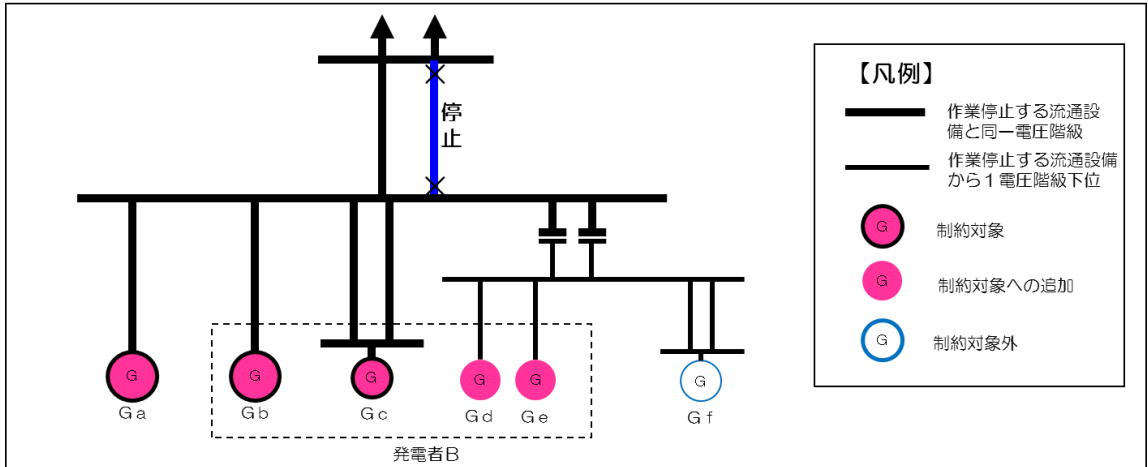 停
止
G
G
G
G
G
G
Ga
Gb
Gc
Gd
Ge
Gf
発電者B
【凡例】
作業停止する流通設
備と同一電圧階級
作業停止する流通設備
から1電圧階級下位
G
制約対象
G
制約対象への追加
G
制約対象外